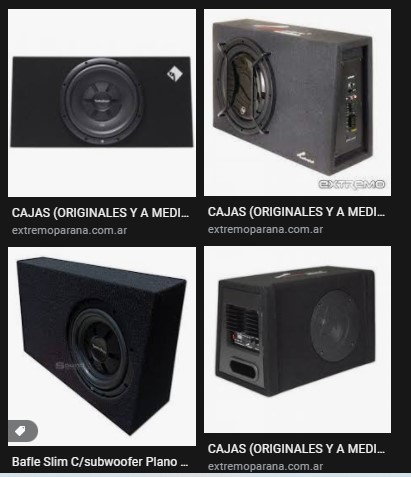 CAJAS (ORIGINALES Y A MEDI...
extremoparana.com.ar
EXTREMO
CAJAS (ORIGINALES Y A MEDI...
extremoparana.com.ar
Bafle Slim C/subwoofer Plano ...
CAJAS (ORIGINALES Y A MEDI...
extremoparana.com.ar